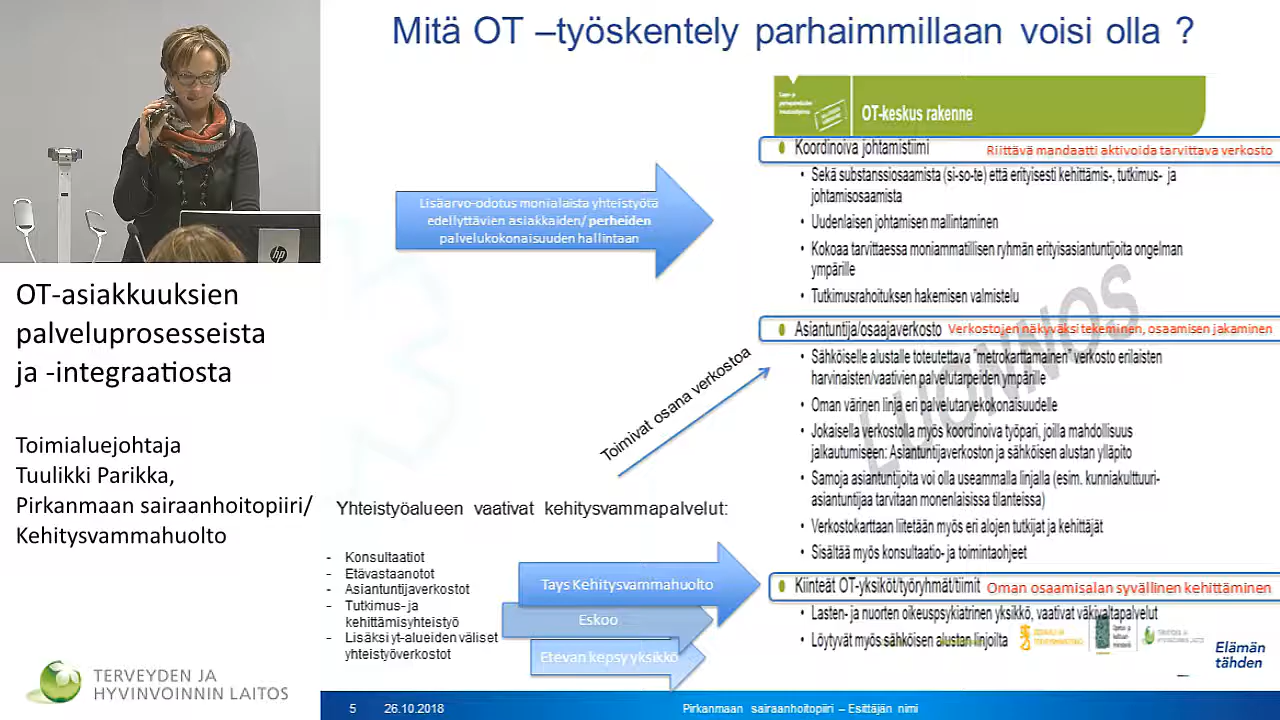 Mitä OT –työskentely parhaimmillaan voisi olla ?
OT-keskus rakenne
Koordinoiva johtamistiimi
Riittävä mandaatti aktivoida tarvittava verkosto
• Sekä substanssiosaamista (si-so-te) että erityisesti kehittämis-, tutkimus- ja
johtamisosaamista
• Uudenlaisen johtamisen mallintaminen
• Kokoaa tarvittaessa moniammatillisen ryhmän erityisasiantuntijoita ongelman
ympärille
• Tutkimusrahoituksen hakemisen valmistelu
Lisäarvo-odotus monialaista yhteistyötä
edellyttävien asiakkaiden/ perheiden
palvelukokonaisuuden hallintaan
Asiantuntija/osaajaverkosto
Verkostojen näkyväksi tekeminen, osaamisen jakaminen
• Sähköiselle alustalle toteutettava "metrokarttamainen" verkosto erilaisten
harvinaisten/vaativien palvelutarpeiden ympärille
• Oman värinen linja eri palvelutarvekokonaisuudelle
• Jokaisella verkostolla myös koordinoiva työpari, joilla mahdollisuus
jalkautumiseen: Asiantuntijaverkoston ja sähköisen alustan ylläpito
• Samoja asiantuntijoita voi olla useammalla linjalla (esim. kunniakulttuuri-
asiantuntijaa tarvitaan monenlaisissa tilanteissa)
• Verkostokarttaan liitetään myös eri alojen tutkijat ja kehittäjät
• Sisältää myös konsultaatio- ja toimintaohjeet
LUONNOS
Toimivat osana verkostoa
Yhteistyöalueen vaativat kehitysvammapalvelut:
- Konsultaatiot
- Etävastaanotot
- Asiantuntijaverkostot
- Tutkimus- ja
kehittämisyhteistyö
- Lisäksi yt-alueiden väliset
yhteistyöverkostot
Tays Kehitysvammahuolto
Eskoo
Etevan kepsy yksikkö
Kiinteät OT-yksiköt/työryhmät/tiimit
Oman osaamisalan syvällinen kehittäminen
• Lasten- ja nuorten oikeuspsykiatrinen yksikkö, vaativat väkivaltapalvelut
• Löytyvät myös sähköisen alustan linjoilta
Elämän
tähden
5
26.10.2018
Pirkanmaan sairaanhoitopiiri – Esittäjän nimi
hp
OT-asiakkuuksien
palveluprosesseista
ja -integraatiosta
Toimialuejohtaja
Tuulikki Parikka,
Pirkanmaan sairaanhoitopiiri/
Kehitysvammahuolto
TERVEYDEN JA
HYVINVOINNIN LAITOS